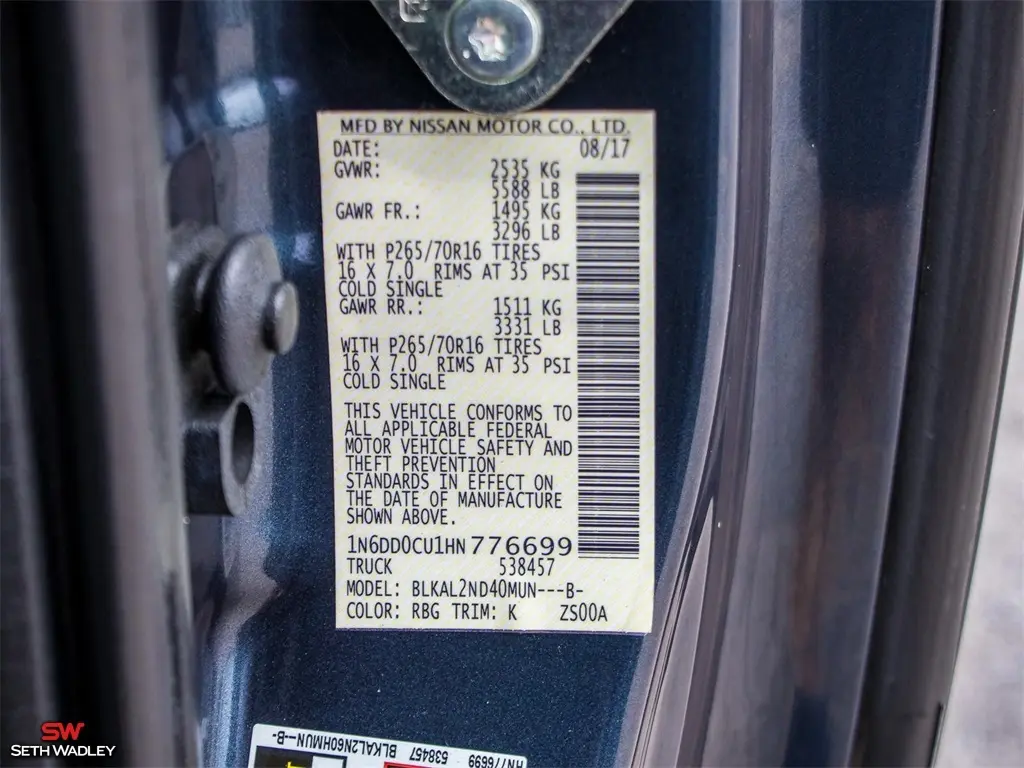 MFD BY NISSAN MOTOR CO., LTD.
DATE: 08/17
GVWR: 2535 KG
5588 LB
GAWR FR.: 1495 KG
3296 LB
WITH P265/70R16 TIRES
16 X 7.0 RIMS AT 35 PSI
COLD SINGLE
GAWR RR.: 1511 KG
3331 LB
WITH P265/70R16 TIRES
16 X 7.0 RIMS AT 35 PSI
COLD SINGLE
THIS VEHICLE CONFORMS TO
ALL APPLICABLE FEDERAL
MOTOR VEHICLE SAFETY AND
THEFT PREVENTION
STANDARDS IN EFFECT ON
THE DATE OF MANUFACTURE
SHOWN ABOVE.
1N6DD0CU1HN776699
TRUCK 538457
MODEL: BLKAL2ND40MUN---B-
COLOR: RBG TRIM: K ZS00A
HN776699 538457 BLKAL2N60HMUN--B-
SW
SETH WADLEY